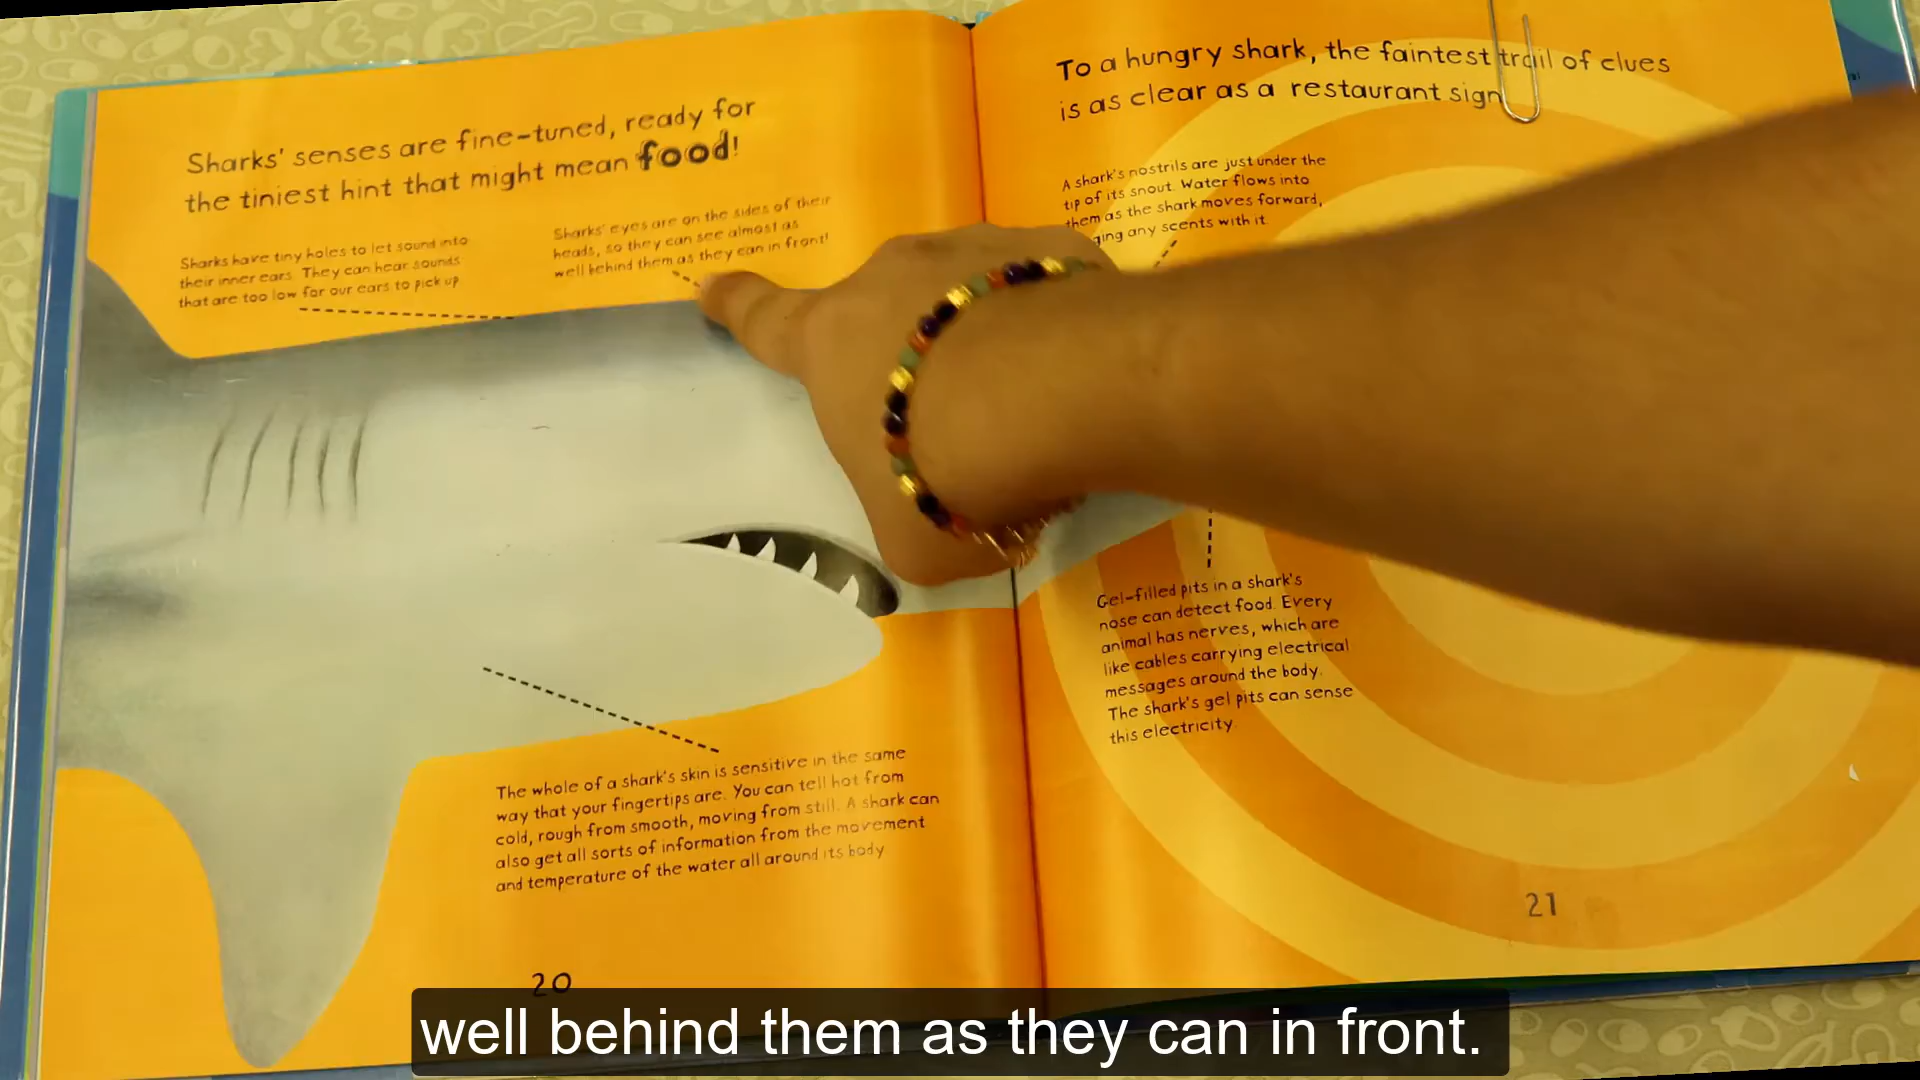 Sharks' senses are fine-tuned, ready for
the tiniest hint that might mean food!
Sharks have tiny holes to let sound into
their inner ears. They can hear sounds
that are too low for our ears to pick up
Sharks' eyes are on the sides of their
heads, so they can see almost as
well behind them as they can in front!
The whole of a shark's skin is sensitive in the same
way that your fingertips are. You can tell hot from
cold, rough from smooth, moving from still. A shark can
also get all sorts of information from the movement
and temperature of the water all around its body
20
To a hungry shark, the faintest trail of clues
is as clear as a restaurant sign
A shark's nostrils are just under the
tip of its snout. Water flows into
them as the shark moves forward,
any scents with it.
Gel-filled pits in a shark's
nose can detect food. Every
animal has nerves, which are
like cables carrying electrical
messages around the body.
The shark's gel pits can sense
this electricity.
21
well behind them as they can in front.